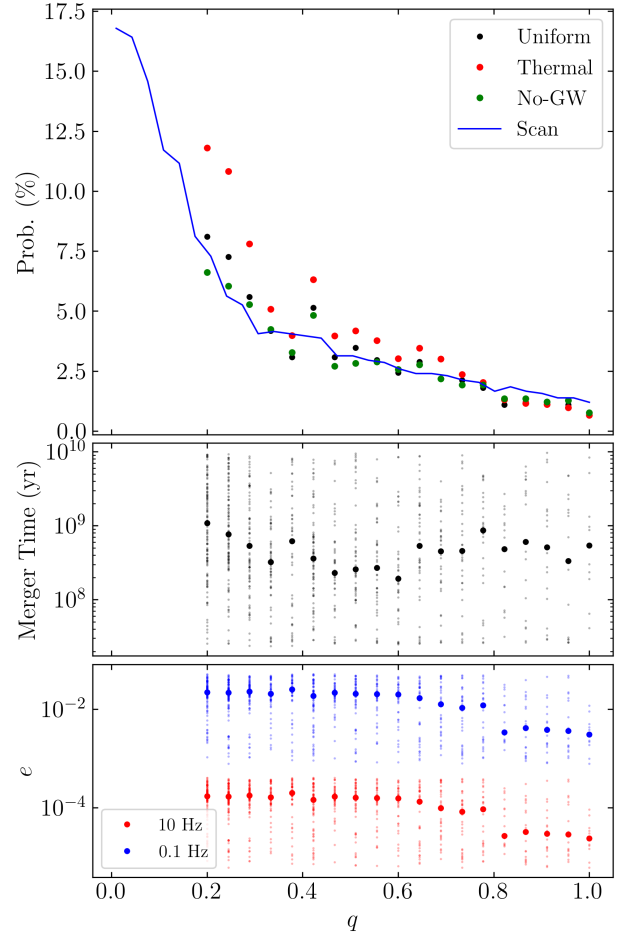 17.5
15.0
12.5
10.0
7.5
5.0
2.5
0.0
Prob. (%)
Uniform
Thermal
No-GW
Scan
10^10
10^9
10^8
Merger Time (yr)
10^-2
10^-4
e
10 Hz
0.1 Hz
0.0 0.2 0.4 0.6 0.8 1.0
q